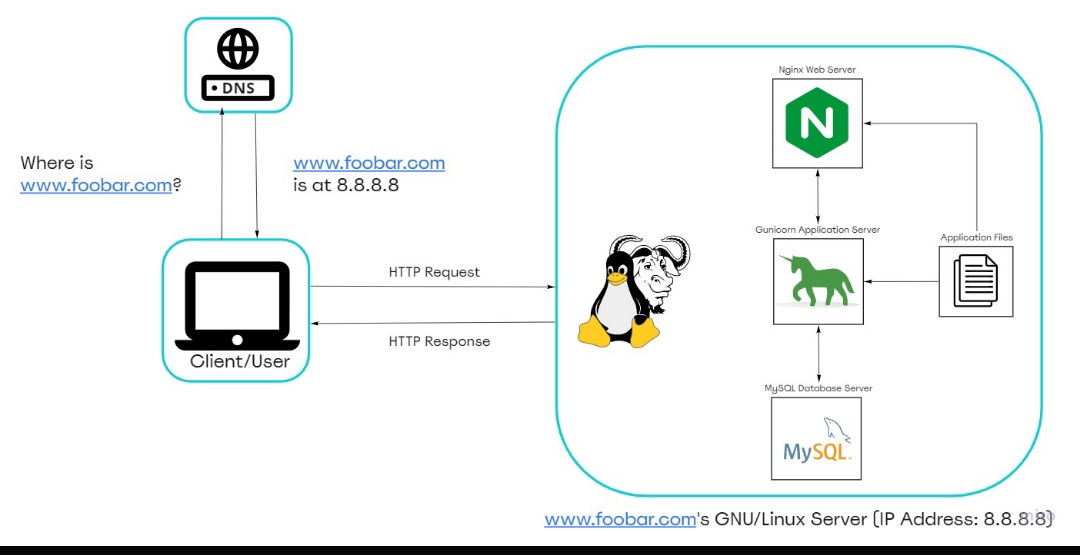 DNS
Where is
www.foobar.com?
www.foobar.com
is at 8.8.8.8
Client/User
HTTP Request
HTTP Response
Nginx Web Server
N
Gunicorn Application Server
Application Files
MySQL Database Server
MySQL
www.foobar.com's GNU/Linux Server (IP Address: 8.8.8.8)
miro